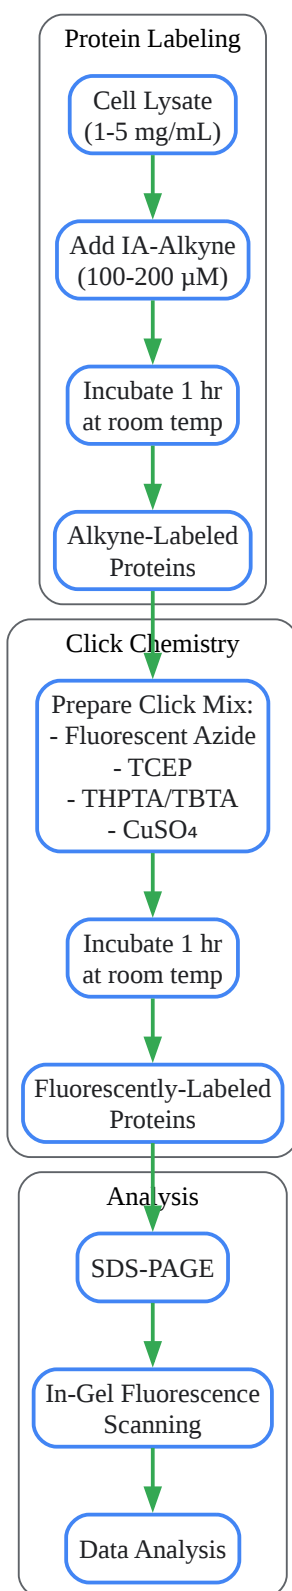 Protein Labeling
Cell Lysate
(1-5 mg/mL)
Add IA-Alkyne
(100-200 µM)
Incubate 1 hr
at room temp
Alkyne-Labeled
Proteins
Click Chemistry
Prepare Click Mix:
- Fluorescent Azide
- TCEP
- THPTA/TBTA
- CuSO₄
Incubate 1 hr
at room temp
Fluorescently-Labeled
Proteins
Analysis
SDS-PAGE
In-Gel Fluorescence
Scanning
Data Analysis